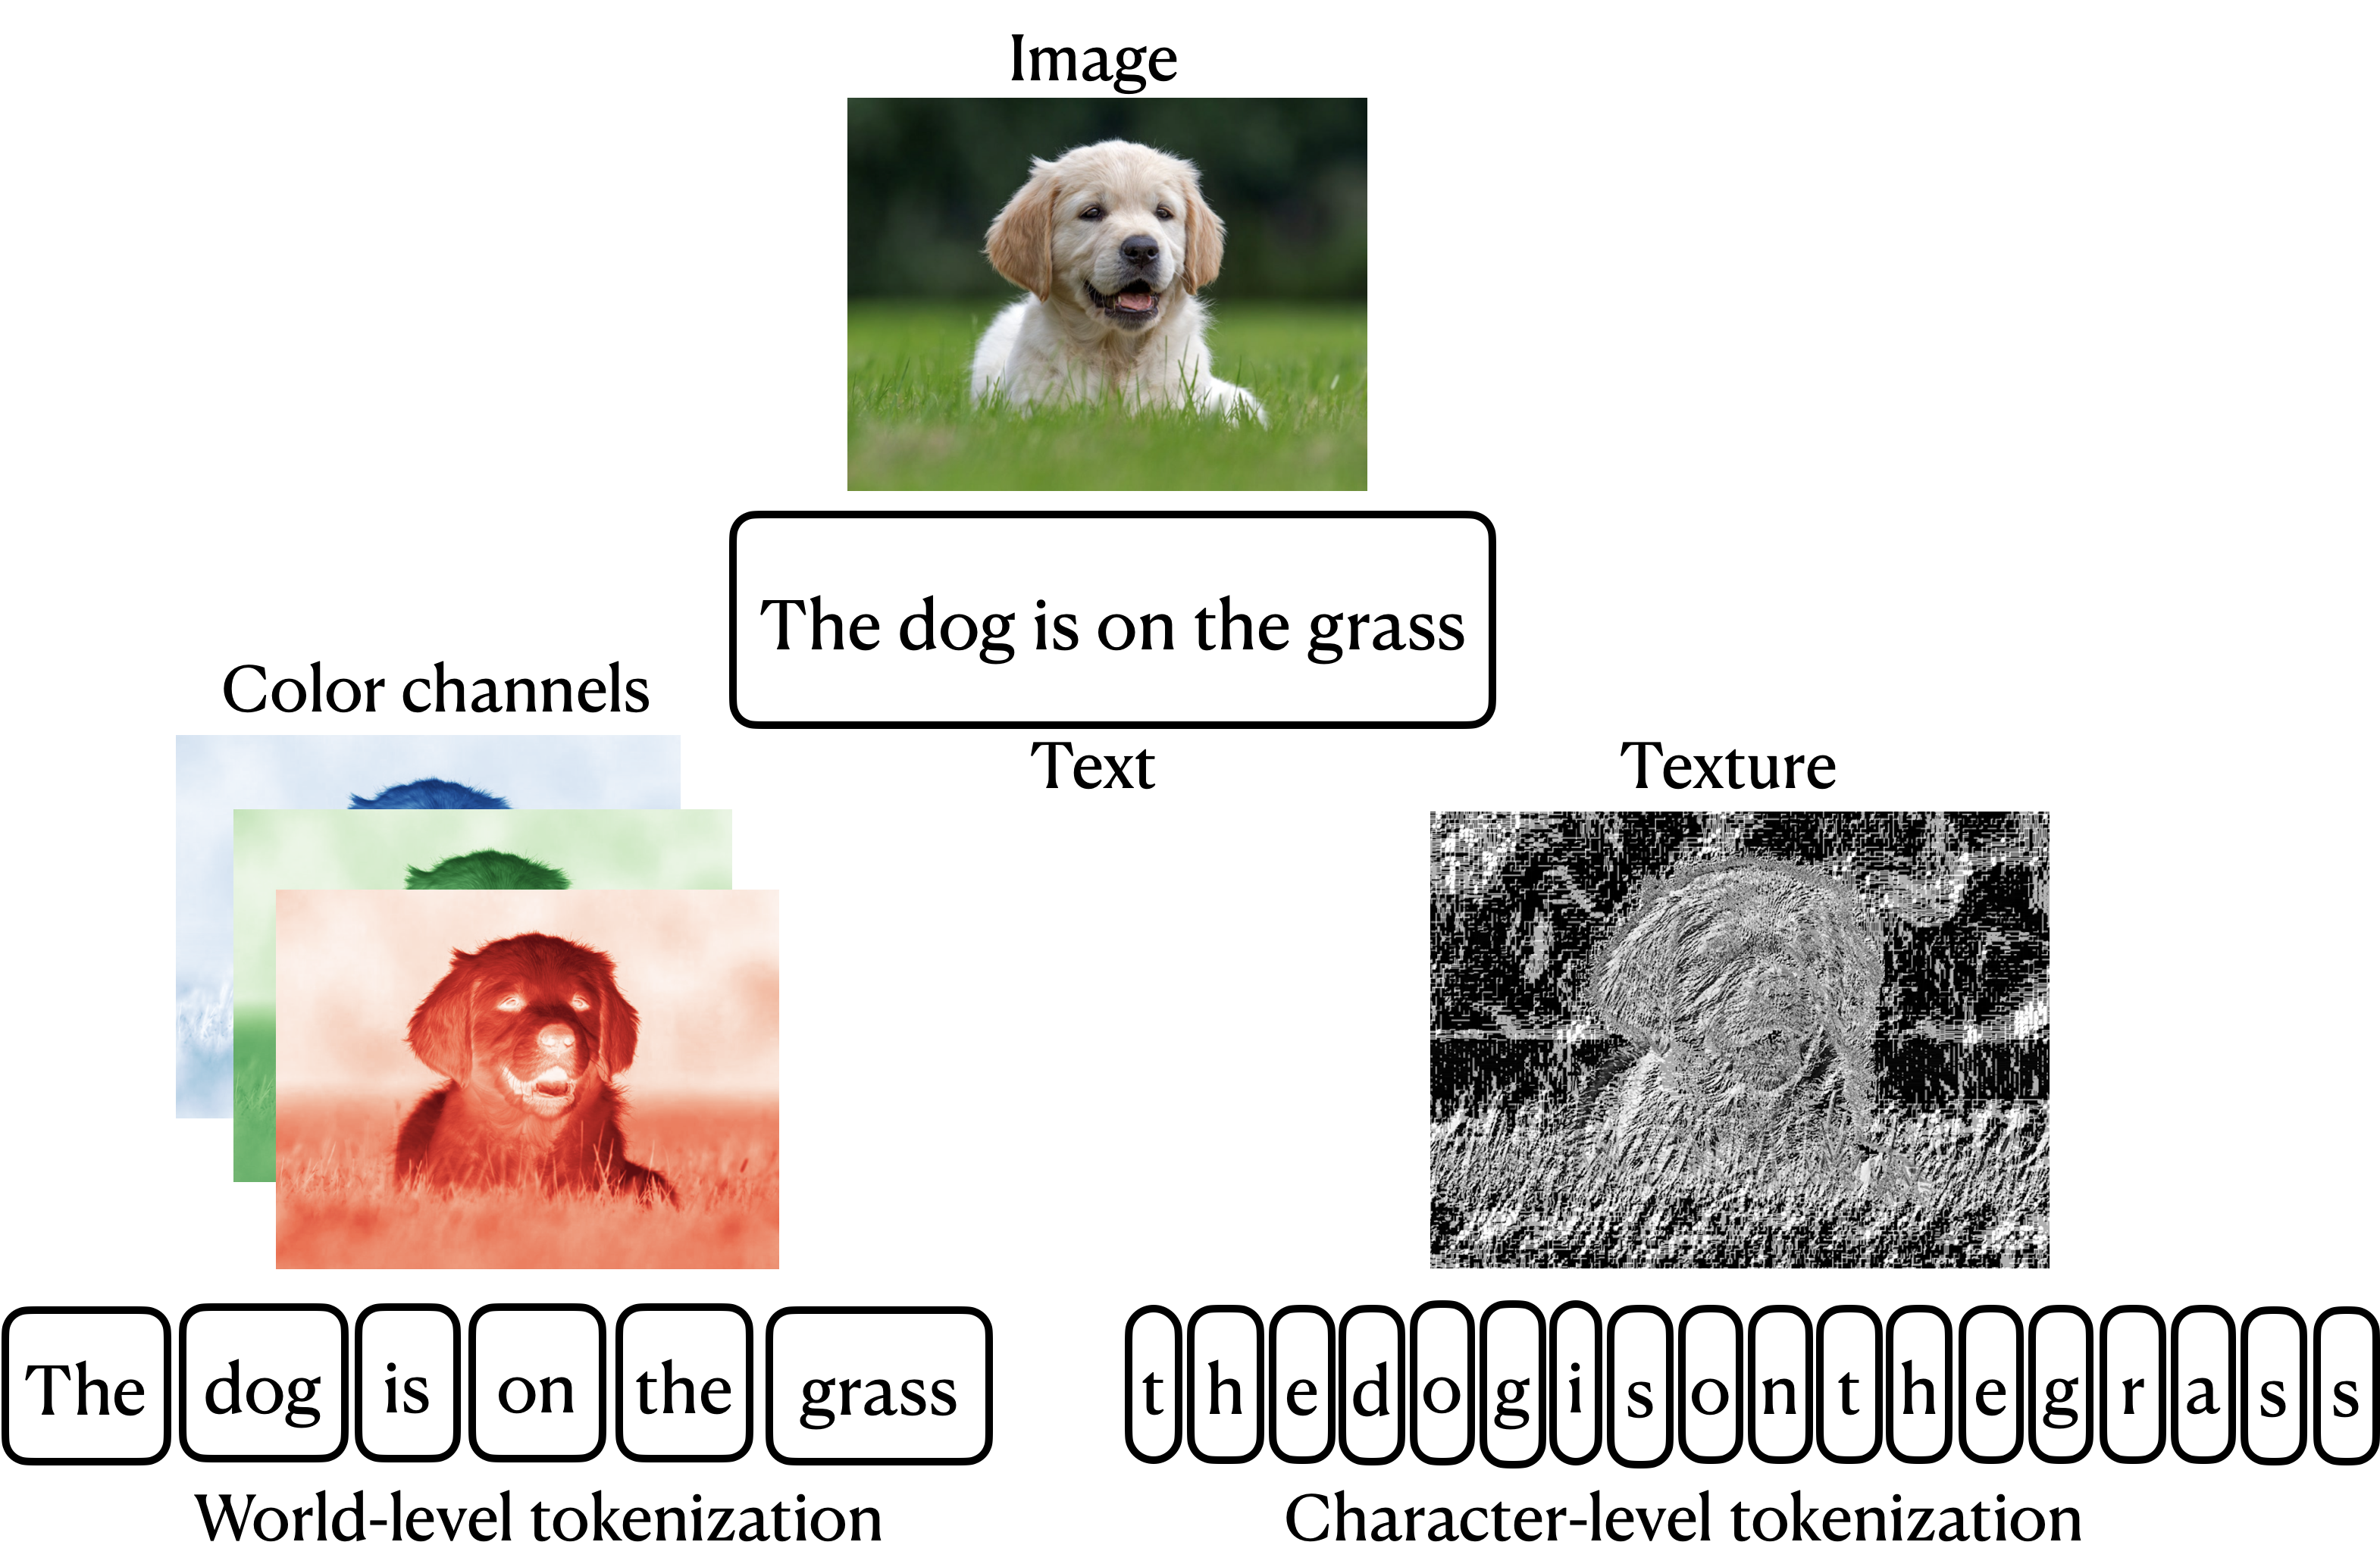 Image
The dog is on the grass
Color channels
Text
Texture
The dog is on the grass
t h e d o g i s o n t h e g r a s s
World-level tokenization
Character-level tokenization